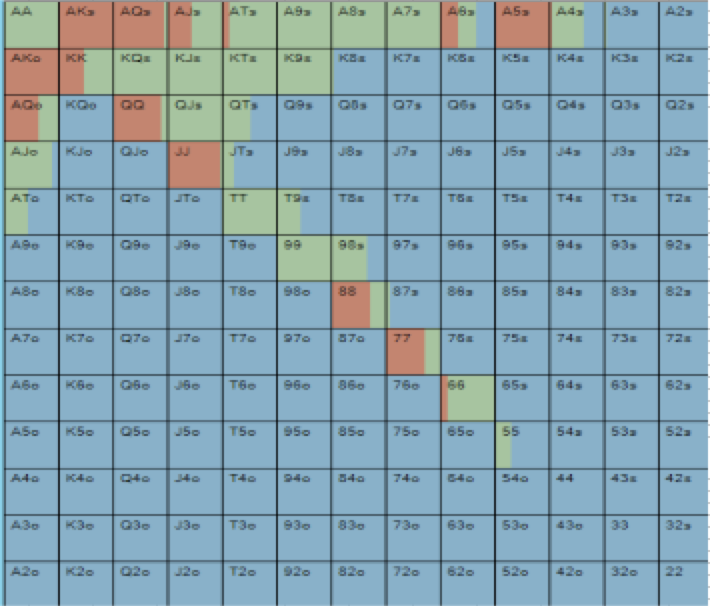 AA AKs AQs AJs ATs A9s A8s A7s A6s A5s A4s A3s A2s
AKo KK KQs KJs KTs K9s K8s K7s K6s K5s K4s K3s K2s
AQo KQo QQ QJs QTs Q9s Q8s Q7s Q6s Q5s Q4s Q3s Q2s
AJo KJo QJo JJ JTs J9s J8s J7s J6s J5s J4s J3s J2s
ATo KTo QTo JTo TT T9s T8s T7s T6s T5s T4s T3s T2s
A9o K9o Q9o J9o T9o 99 98s 97s 96s 95s 94s 93s 92s
A8o K8o Q8o J8o T8o 98o 88 87s 86s 85s 84s 83s 82s
A7o K7o Q7o J7o T7o 97o 87o 77 76s 75s 74s 73s 72s
A6o K6o Q6o J6o T6o 96o 86o 76o 66 65s 64s 63s 62s
A5o K5o Q5o J5o T5o 95o 85o 75o 65o 55 54s 53s 52s
A4o K4o Q4o J4o T4o 94o 84o 74o 64o 54o 44 43s 42s
A3o K3o Q3o J3o T3o 93o 83o 73o 63o 53o 43o 33 32s
A2o K2o Q2o J2o T2o 92o 82o 72o 62o 52o 42o 32o 22